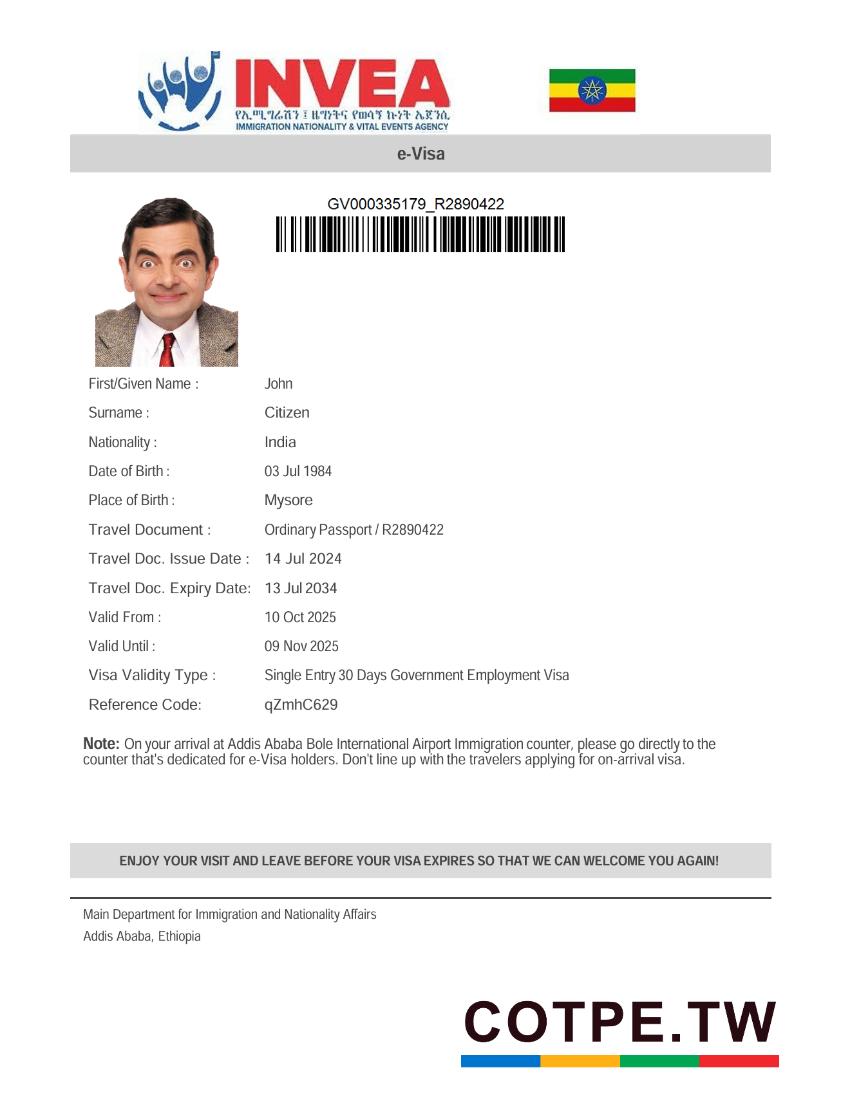 INVEA
የኢሚግሬሽን ፤ ዜግነትና የወሳኝ ኩነት ኤጀንሲ
IMMIGRATION NATIONALITY & VITAL EVENTS AGENCY
e-Visa
GV000335179_R2890422
First/Given Name : John
Surname : Citizen
Nationality : India
Date of Birth : 03 Jul 1984
Place of Birth : Mysore
Travel Document : Ordinary Passport / R2890422
Travel Doc. Issue Date : 14 Jul 2024
Travel Doc. Expiry Date: 13 Jul 2034
Valid From : 10 Oct 2025
Valid Until : 09 Nov 2025
Visa Validity Type : Single Entry 30 Days Government Employment Visa
Reference Code: qZmhC629
Note: On your arrival at Addis Ababa Bole International Airport Immigration counter, please go directly to the
counter that's dedicated for e-Visa holders. Don't line up with the travelers applying for on-arrival visa.
ENJOY YOUR VISIT AND LEAVE BEFORE YOUR VISA EXPIRES SO THAT WE CAN WELCOME YOU AGAIN!
Main Department for Immigration and Nationality Affairs
Addis Ababa, Ethiopia
COTPE.TW